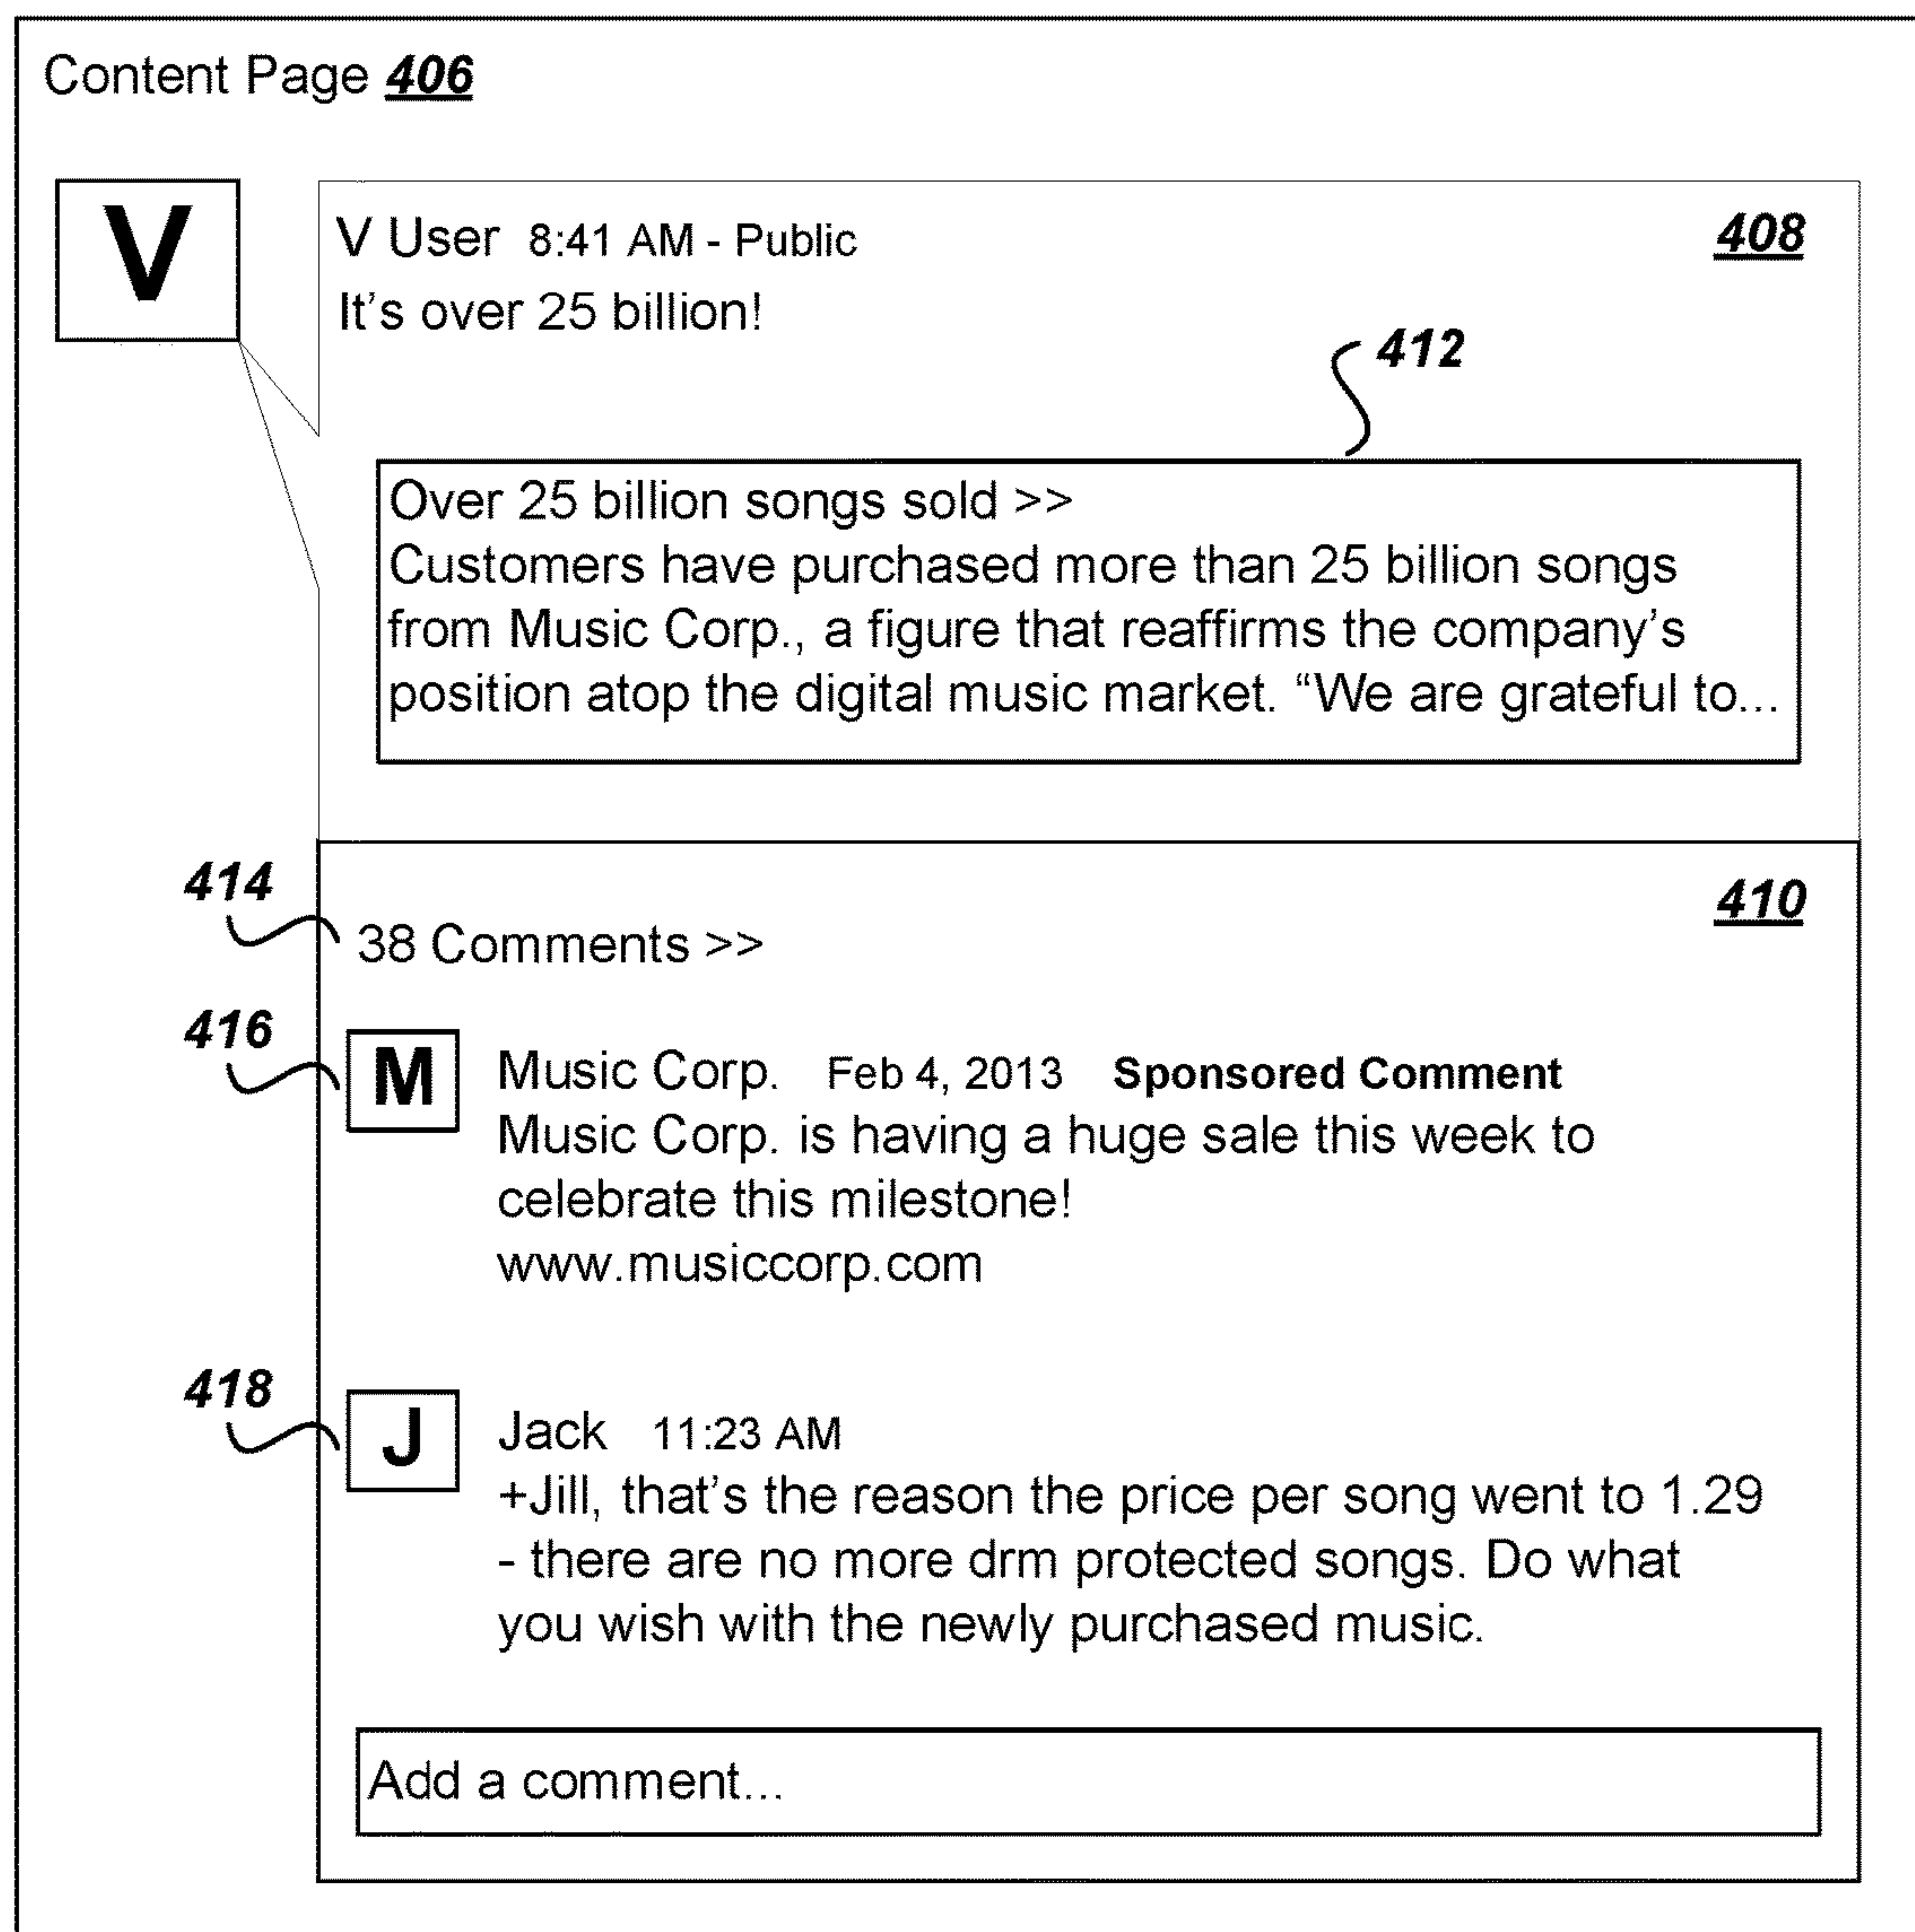 Content Page 406
V
V User 8:41 AM - Public
408
It's over 25 billion!
412
Over 25 billion songs sold >>
Customers have purchased more than 25 billion songs
from Music Corp., a figure that reaffirms the company's
position atop the digital music market. “We are grateful to...
414
410
38 Comments >>
416
M
Music Corp. Feb 4, 2013 Sponsored Comment
Music Corp. is having a huge sale this week to
celebrate this milestone!
www.musiccorp.com
418
J
Jack 11:23 AM
+Jill, that's the reason the price per song went to 1.29
- there are no more drm protected songs. Do what
you wish with the newly purchased music.
Add a comment...